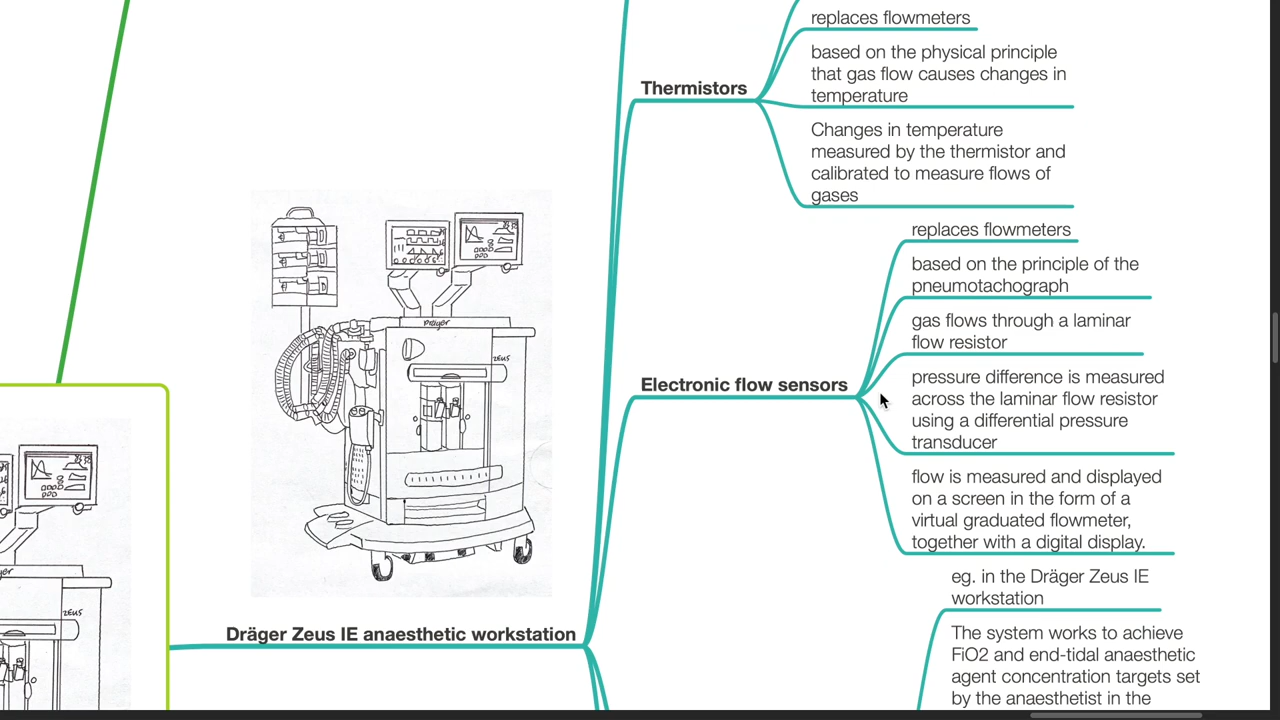 replaces flowmeters
based on the physical principle
that gas flow causes changes in
temperature
Thermistors
Changes in temperature
measured by the thermistor and
calibrated to measure flows of
gases
replaces flowmeters
based on the principle of the
pneumotachograph
gas flows through a laminar
flow resistor
Electronic flow sensors
pressure difference is measured
across the laminar flow resistor
using a differential pressure
transducer
flow is measured and displayed
on a screen in the form of a
virtual graduated flowmeter,
together with a digital display.
eg. in the Dräger Zeus IE
workstation
The system works to achieve
FiO2 and end-tidal anaesthetic
agent concentration targets set
by the anaesthetist in the
Dräger Zeus IE anaesthetic workstation
ZEUS
ZEUS